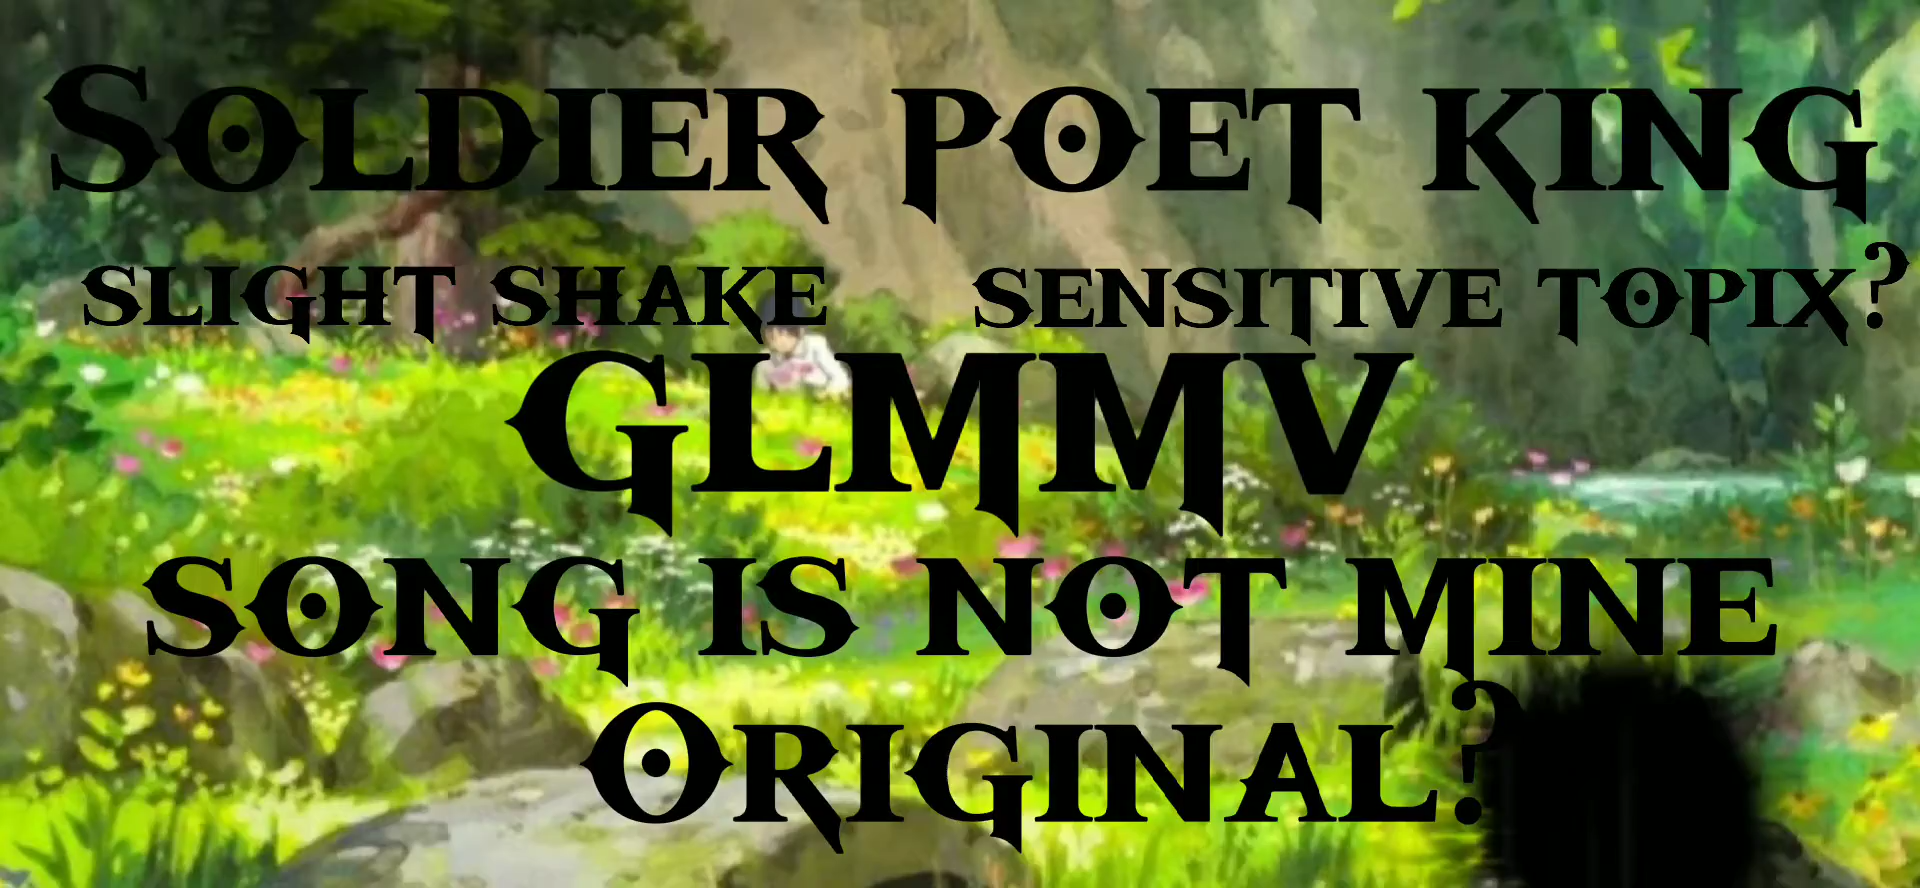 Soldier poet king
slight shake sensitive topix?
GLMMV
song is not mine
Original?